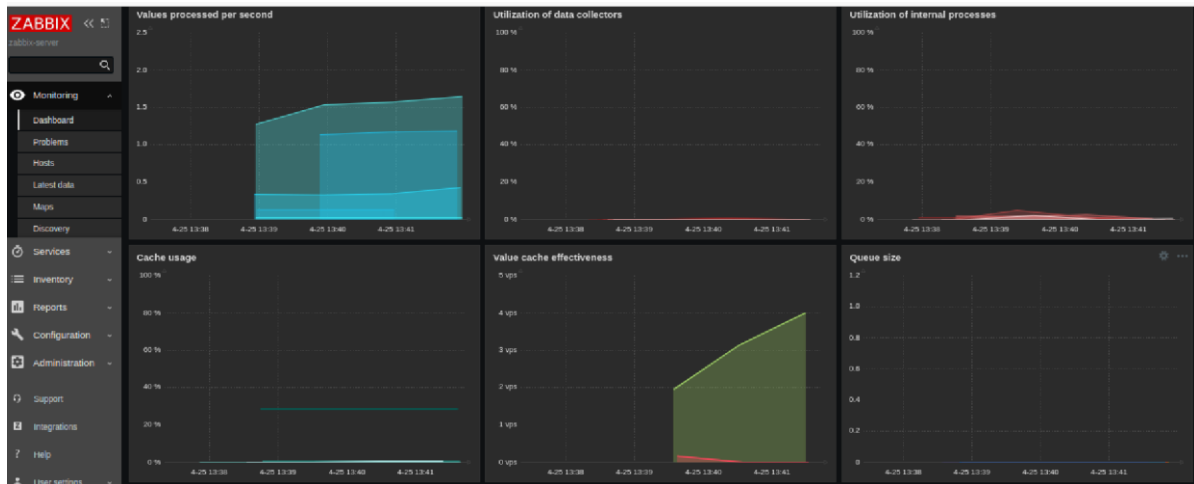 ZABBIX
zabbix-server
Monitoring
Dashboard
Problems
Hosts
Latest data
Maps
Discovery
Services
Inventory
Reports
Configuration
Administration
Support
Integrations
Help
User settings
Values processed per second
2.5
2.0
1.5
1.0
0.5
0
4-25 13:38 4-25 13:39 4-25 13:40 4-25 13:41
Utilization of data collectors
100 %
80 %
60 %
40 %
20 %
0 %
4-25 13:38 4-25 13:39 4-25 13:40 4-25 13:41
Utilization of internal processes
100 %
80 %
60 %
40 %
20 %
0 %
4-25 13:38 4-25 13:39 4-25 13:40 4-25 13:41
Cache usage
100 %
80 %
60 %
40 %
20 %
0 %
4-25 13:38 4-25 13:39 4-25 13:40 4-25 13:41
Value cache effectiveness
5 vps
4 vps
3 vps
2 vps
1 vps
0 vps
4-25 13:38 4-25 13:39 4-25 13:40 4-25 13:41
Queue size
1.2
1.0
0.8
0.6
0.4
0.2
0
4-25 13:38 4-25 13:39 4-25 13:40 4-25 13:41